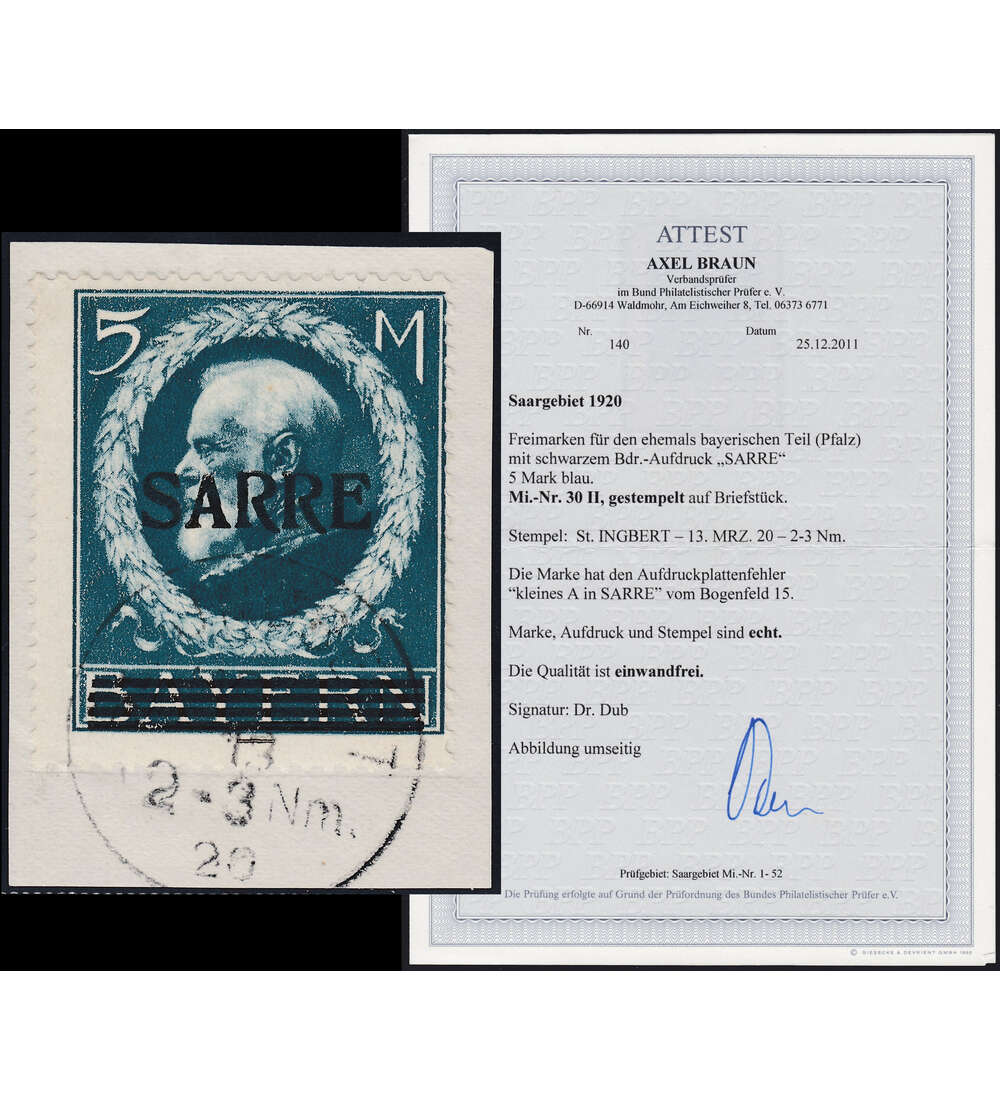 5 M
SARRE
BAYERN
13
2-3 Nm.
20
ATTEST
AXEL BRAUN
Verbandsprüfer
im Bund Philatelistischer Prüfer e. V.
D-66914 Waldmohr, Am Eichweiher 8, Tel. 06373 6771
Nr. Datum
140 25.12.2011
Saargebiet 1920
Freimarken für den ehemals bayerischen Teil (Pfalz)
mit schwarzem Bdr.-Aufdruck „SARRE“
5 Mark blau.
Mi.-Nr. 30 II, gestempelt auf Briefstück.
Stempel: St. INGBERT – 13. MRZ. 20 – 2-3 Nm.
Die Marke hat den Aufdruckplattenfehler
“kleines A in SARRE” vom Bogenfeld 15.
Marke, Aufdruck und Stempel sind echt.
Die Qualität ist einwandfrei.
Signatur: Dr. Dub
Abbildung umseitig
Prüfgebiet: Saargebiet Mi.-Nr. 1- 52
Die Prüfung erfolgte auf Grund der Prüfordnung des Bundes Philatelistischer Prüfer e.V.